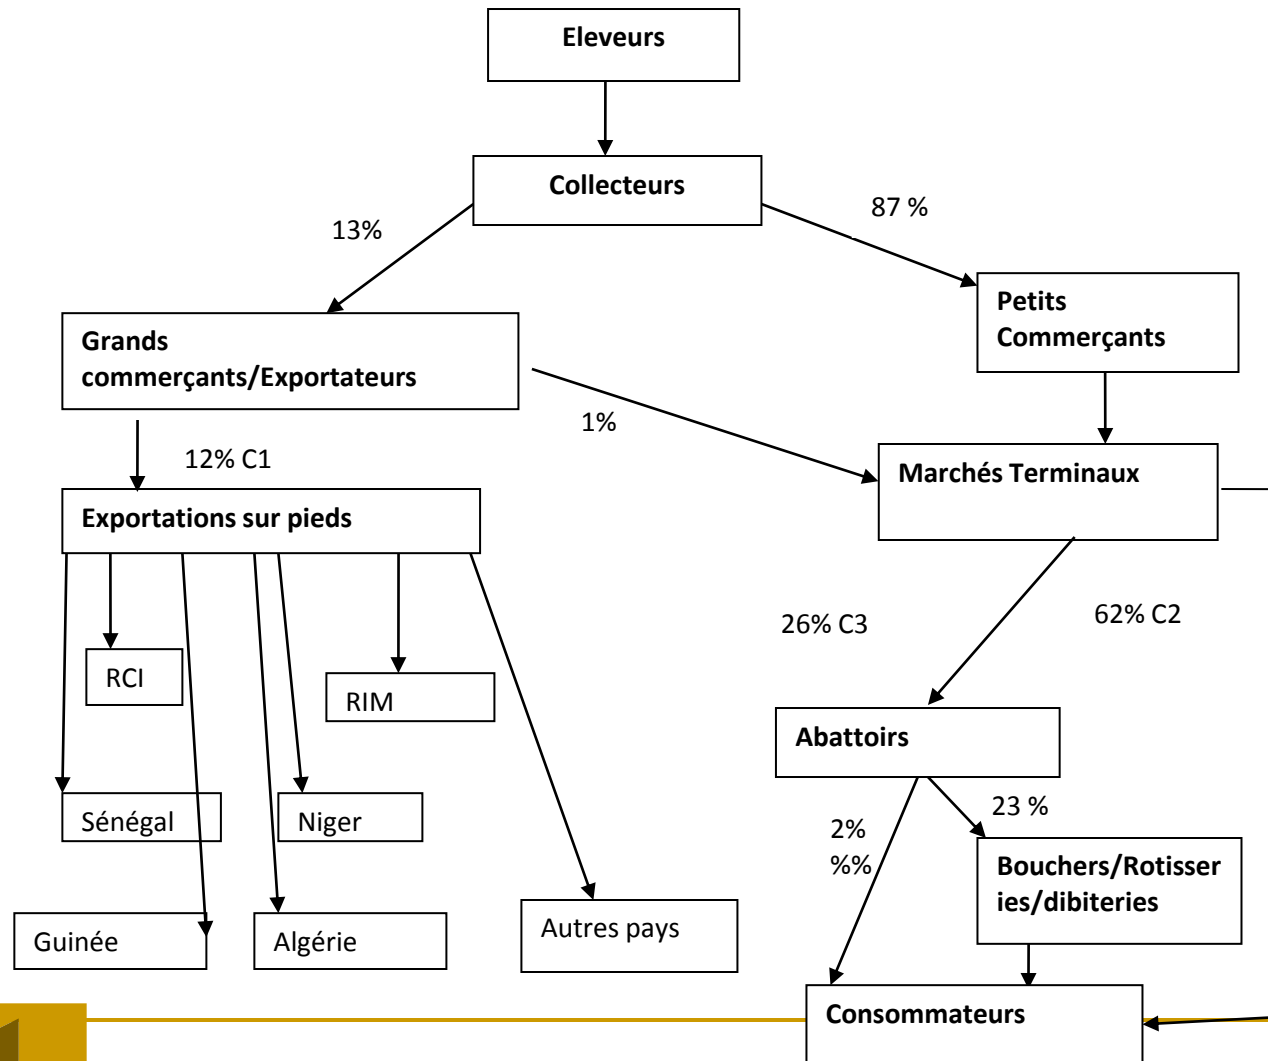 Eleveurs
Collecteurs
87 %
13%
Petits
Commerçants
Grands
commerçants/Exportateurs
1%
12% C1
Marchés Terminaux
Exportations sur pieds
26% C3
62% C2
RCI
RIM
Abattoirs
Sénégal
Niger
2%
%%
23 %
Bouchers/Rotisser
ies/dibiteries
Guinée
Algérie
Autres pays
Consommateurs